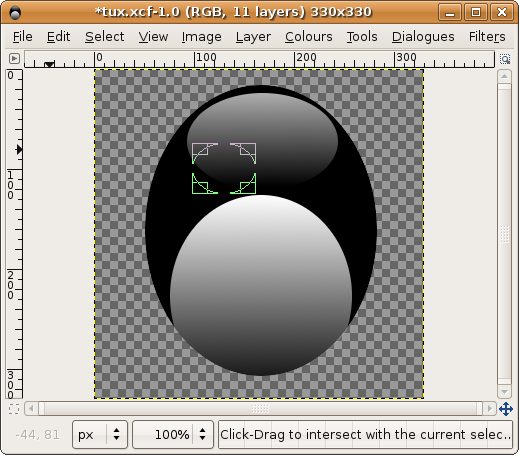 *tux.xcf-1.0 (RGB, 11 layers) 330x330
File Edit Select View Image Layer Colours Tools Dialogues Filters
0 100 200 300
0
100
200
300
-44, 81 px 100% Click-Drag to intersect with the current selec...